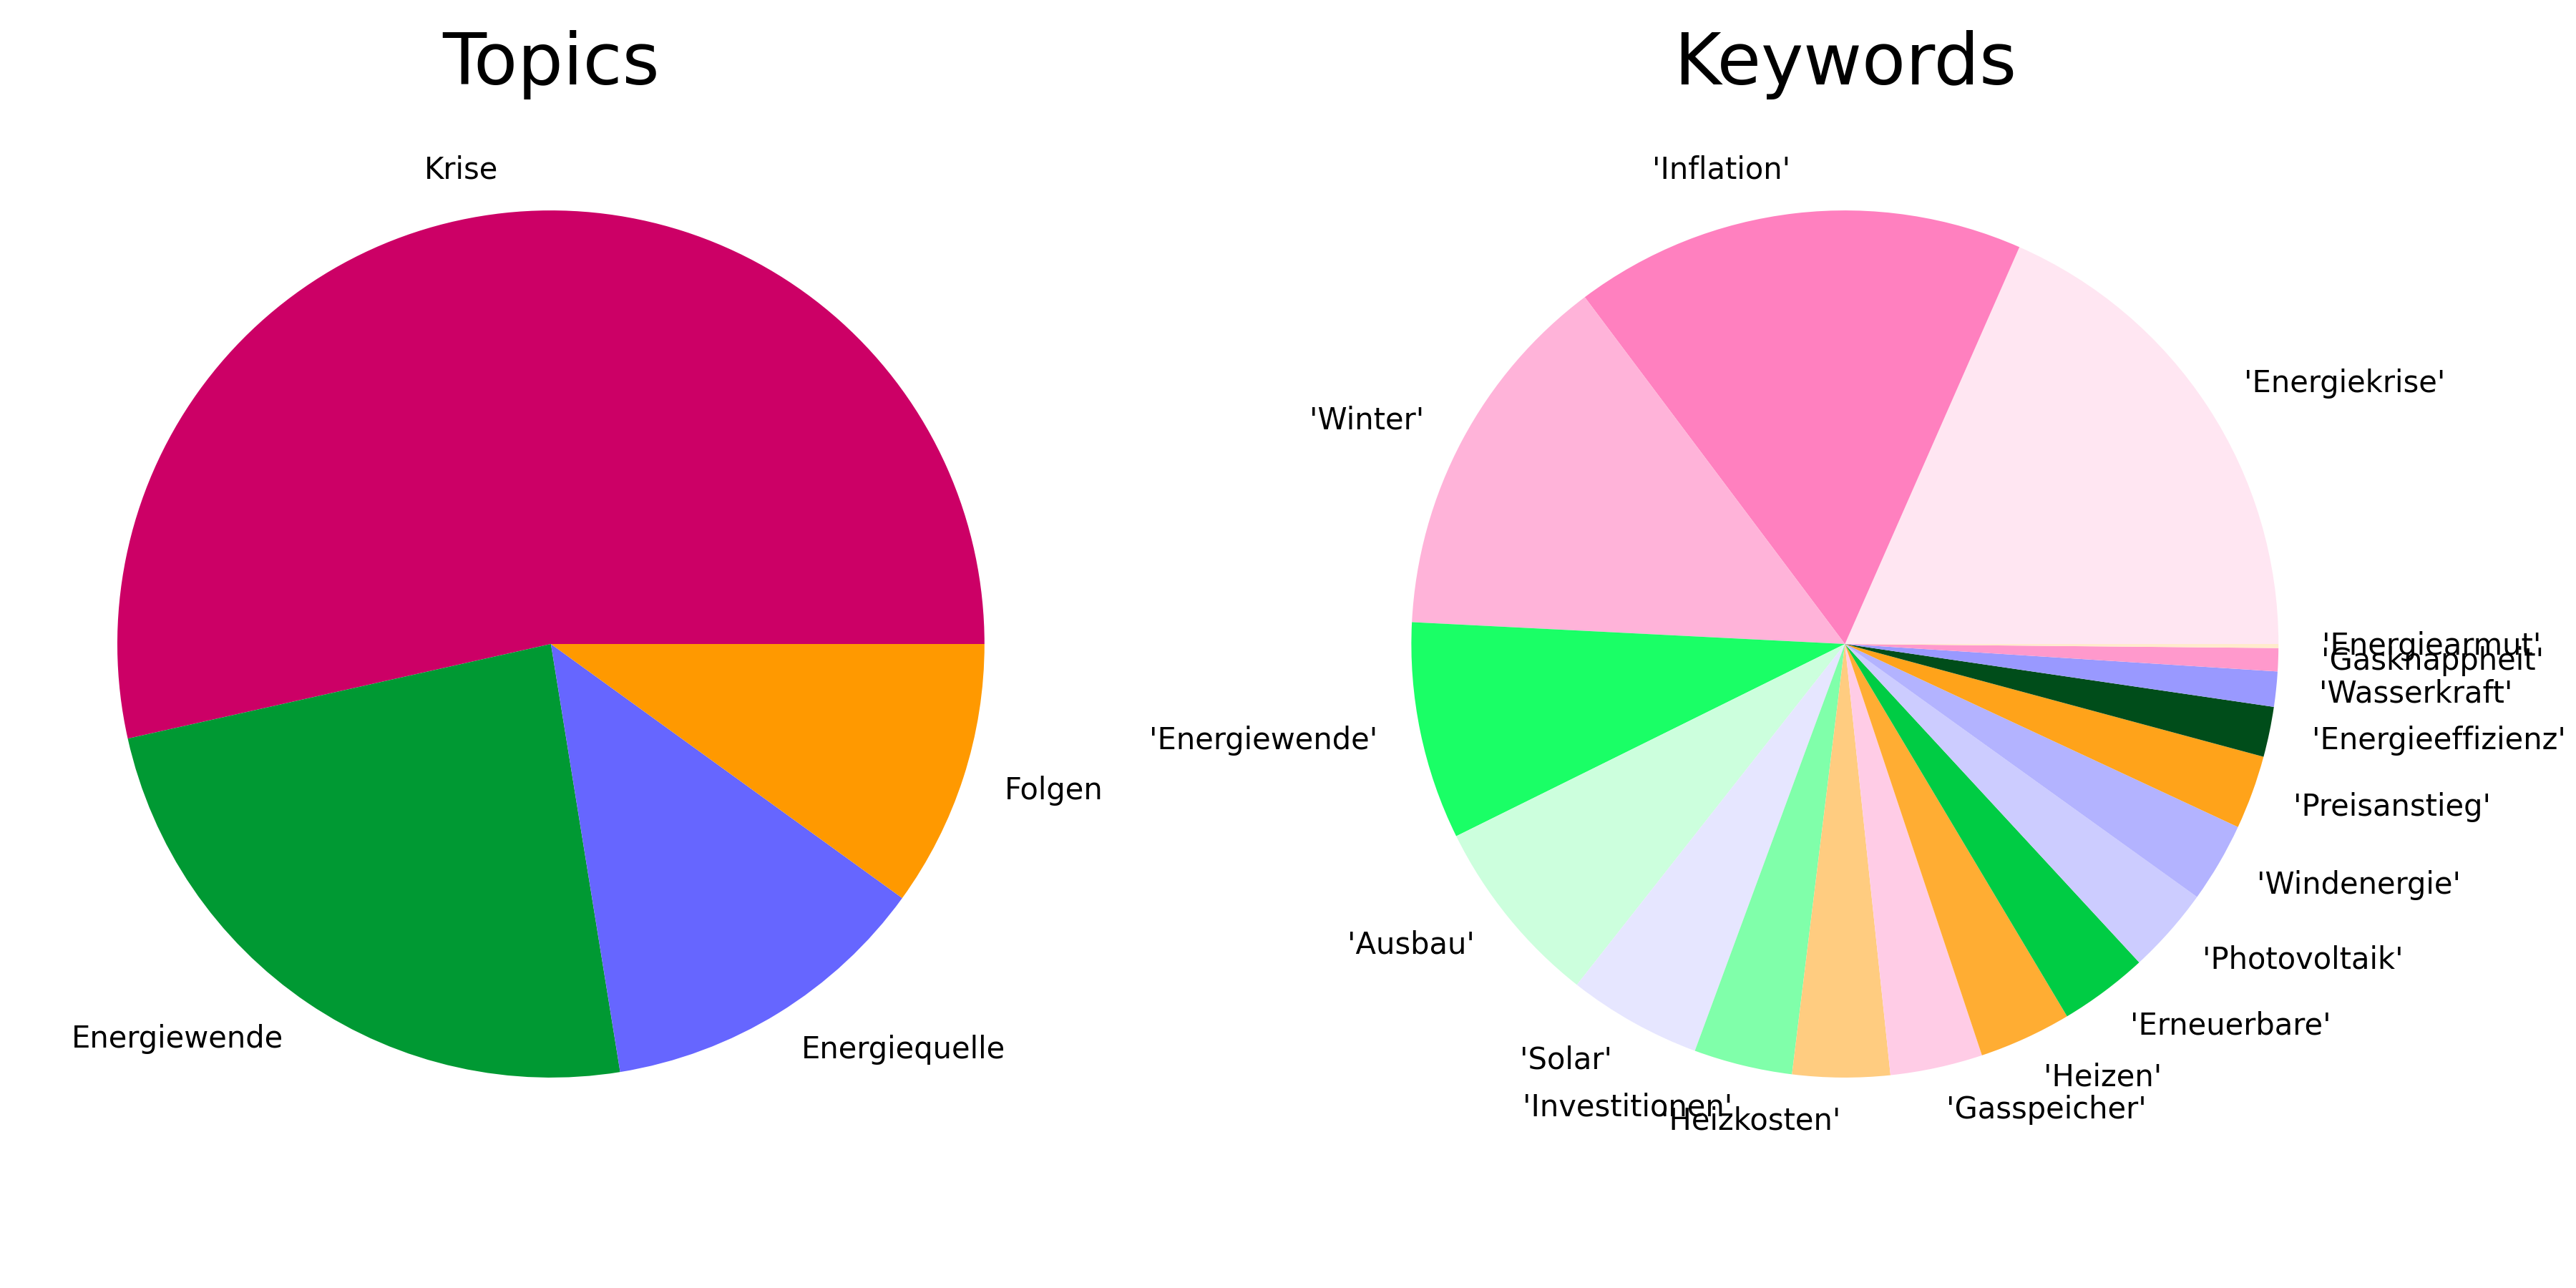 Topics
Krise
Energiewende
Energiequelle
Folgen
Keywords
'Inflation'
'Energiekrise'
'Winter'
'Energiearmut'
'Gasknappheit'
'Wasserkraft'
'Energiewende'
'Energieeffizienz'
'Preisanstieg'
'Windenergie'
'Ausbau'
'Photovoltaik'
'Erneuerbare'
'Solar'
'Heizen'
'Investitionen'
'Gasspeicher'
'Heizkosten'